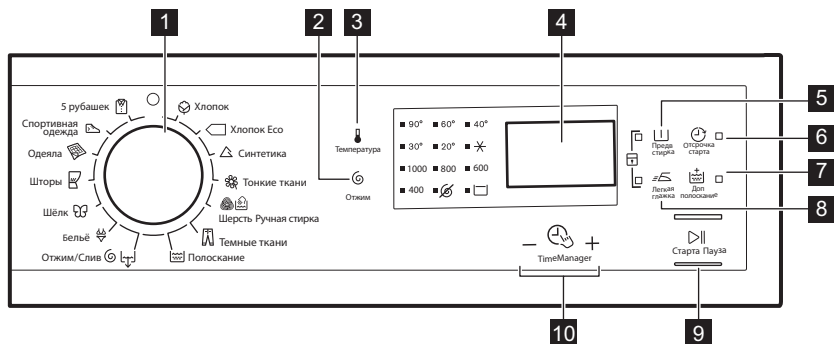 1
2
3
4
5
6
7
8
9
10
5 рубашек
Спортивная
одежда
Одеяла
Шторы
Шёлк
Бельё
Отжим/Слив
Хлопок
Хлопок Eco
Синтетика
Тонкие ткани
Шерсть Ручная стирка
Темные ткани
Полоскание
Температура
Отжим
90° 60° 40°
30° 20°
1000 800 600
400
Предв
стирка
Отсрочка
старта
Легкая
глажка
Доп
полоскание
− +
TimeManager
Старта Пауза